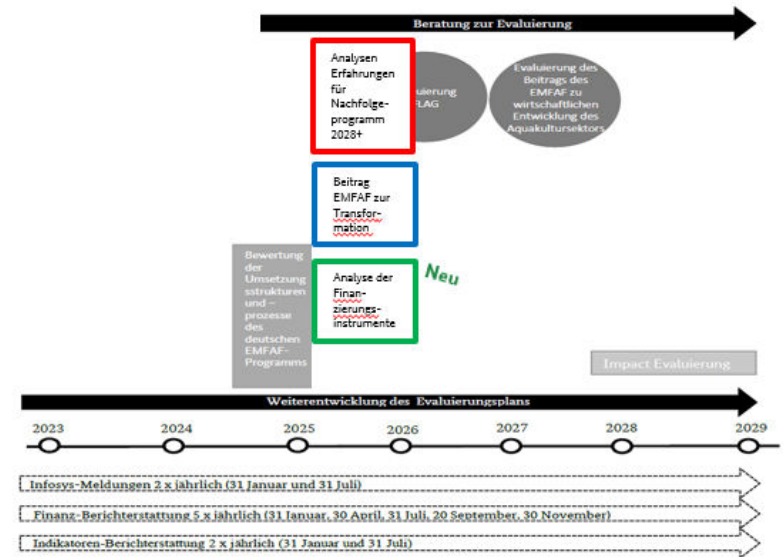 Beratung zur Evaluierung
Analysen
Erfahrungen
für
Nachfolge-
programm
2028+
uierung
FLAG
Evaluierung des
Beitrags des
EMFAF zu
wirtschaftlichen
Entwicklung des
Aquakultursektors
Beitrag
EMFAF zur
Transfor-
mation
Bewertung
der
Umsetzung
sstrukturen
und –
prozesse
des
deutschen
EMFAF-
Programms
Analyse der
Finan-
zierungs-
instrumente
Neu
Impact Evaluierung
Weiterentwicklung des Evaluierungsplans
2023 2024 2025 2026 2027 2028 2029
Infosys-Meldungen 2 x jährlich (31 Januar und 31 Juli)
Finanz-Berichterstattung 5 x jährlich (31 Januar, 30 April, 31 Juli, 20 September, 30 November)
Indikatoren-Berichterstattung 2 x jährlich (31 Januar und 31 Juli)